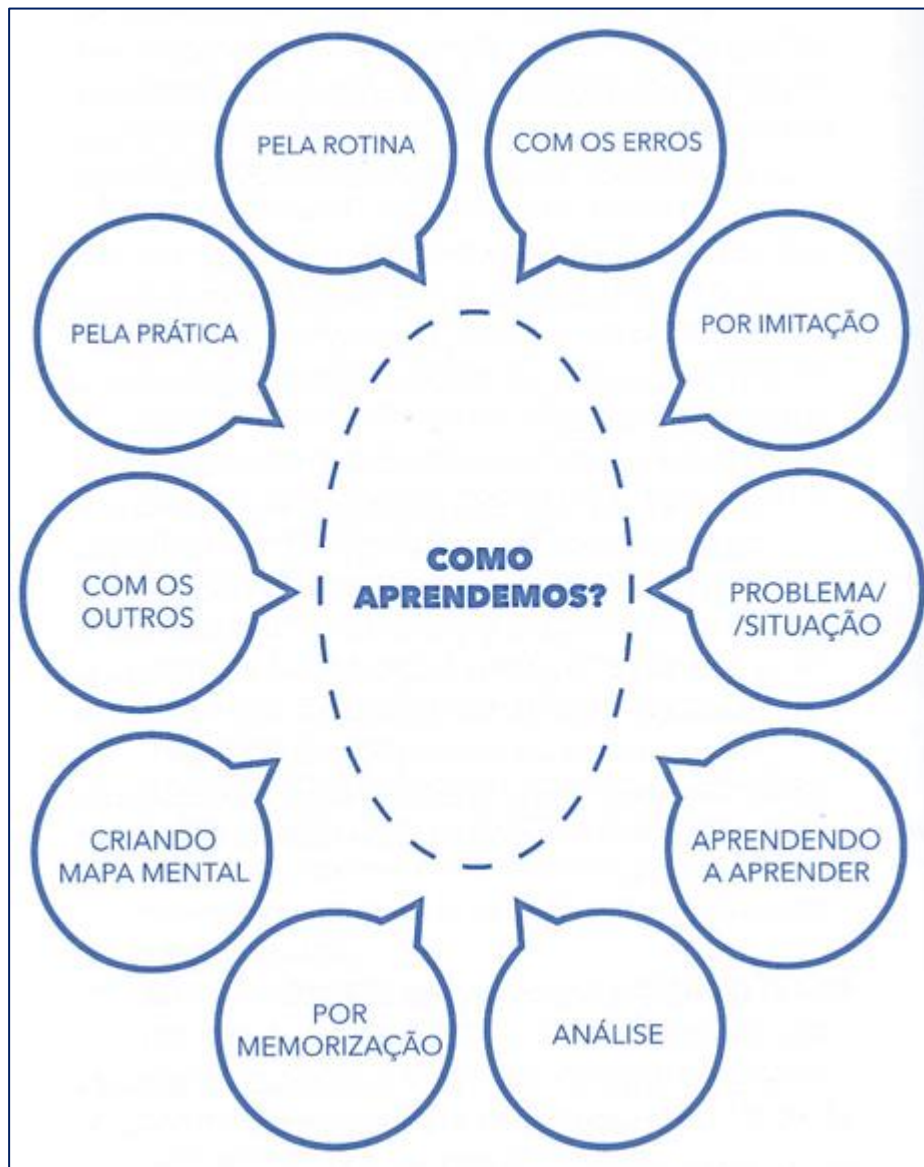 PELA ROTINA
COM OS ERROS
PELA PRÁTICA
POR IMITAÇÃO
COMO
APRENDEMOS?
COM OS
OUTROS
PROBLEMA/
/SITUAÇÃO
CRIANDO
MAPA MENTAL
APRENDENDO
A APRENDER
POR
MEMORIZAÇÃO
ANÁLISE